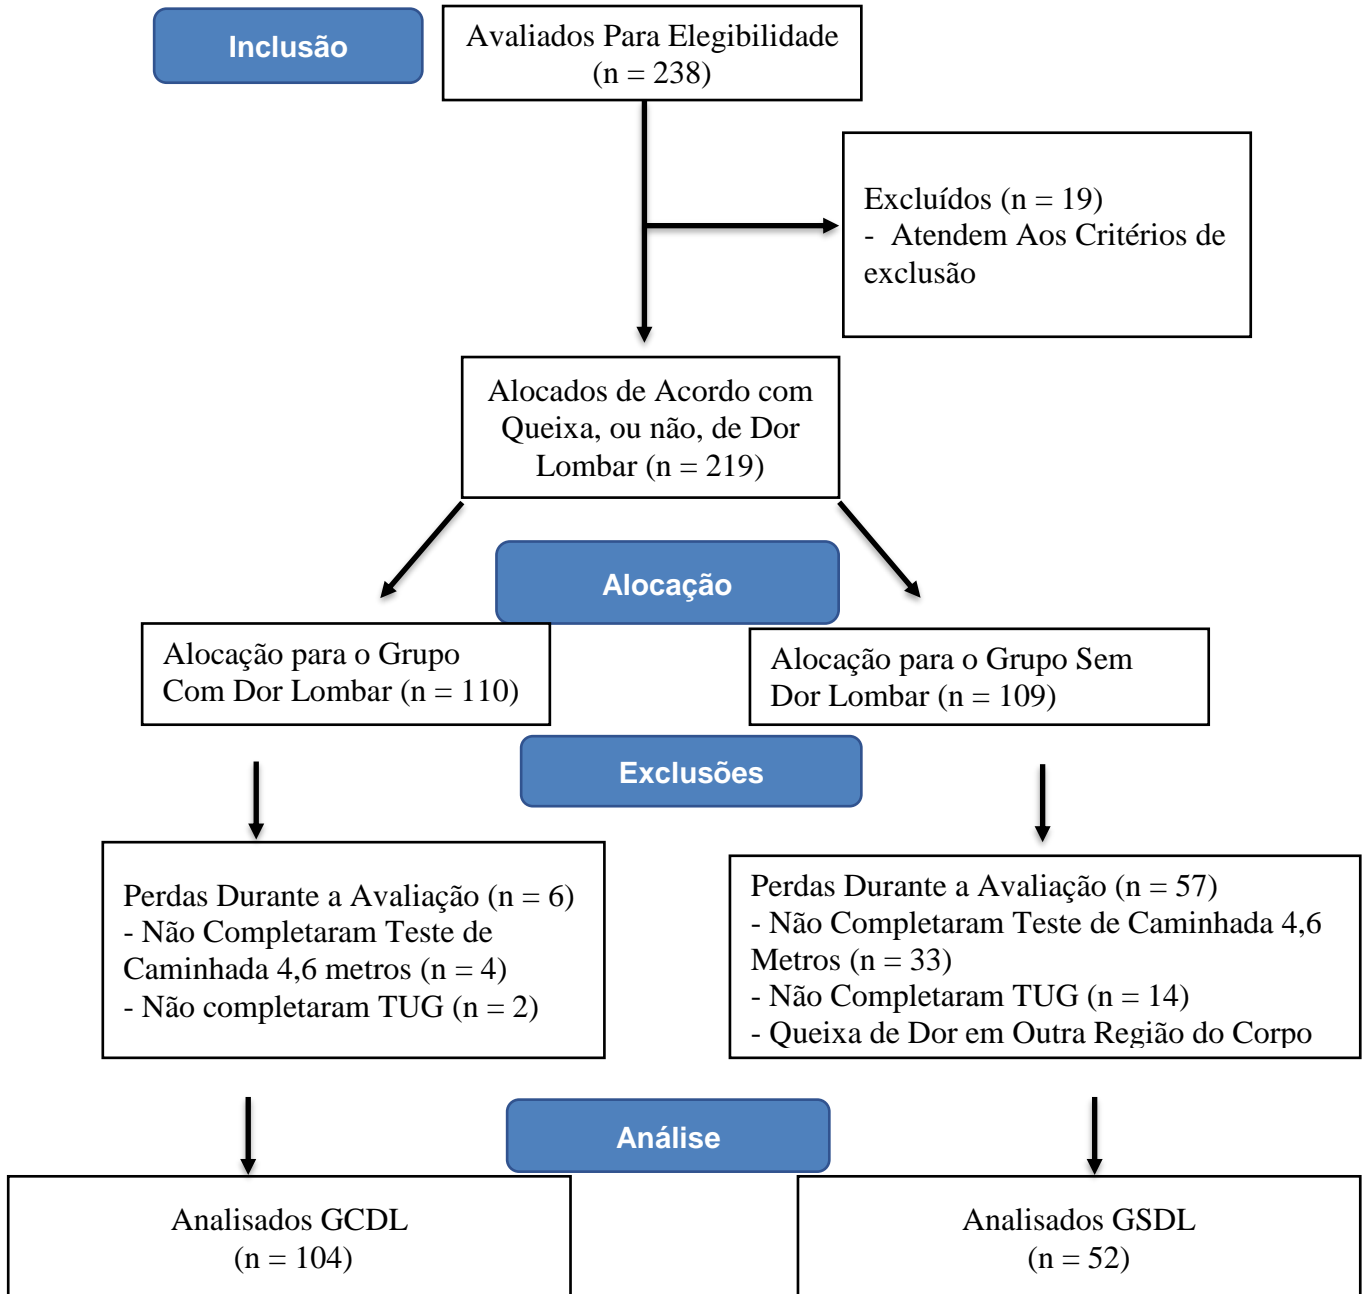 Inclusão
Avaliados Para Elegibilidade
(n = 238)
Excluídos (n = 19)
- Atendem Aos Critérios de
exclusão
Alocados de Acordo com
Queixa, ou não, de Dor
Lombar (n = 219)
Alocação
Alocação para o Grupo
Com Dor Lombar (n = 110)
Alocação para o Grupo Sem
Dor Lombar (n = 109)
Exclusões
Perdas Durante a Avaliação (n = 6)
- Não Completaram Teste de
Caminhada 4,6 metros (n = 4)
- Não completaram TUG (n = 2)
Perdas Durante a Avaliação (n = 57)
- Não Completaram Teste de Caminhada 4,6
Metros (n = 33)
- Não Completaram TUG (n = 14)
- Queixa de Dor em Outra Região do Corpo
Análise
Analisados GCDL
(n = 104)
Analisados GSDL
(n = 52)